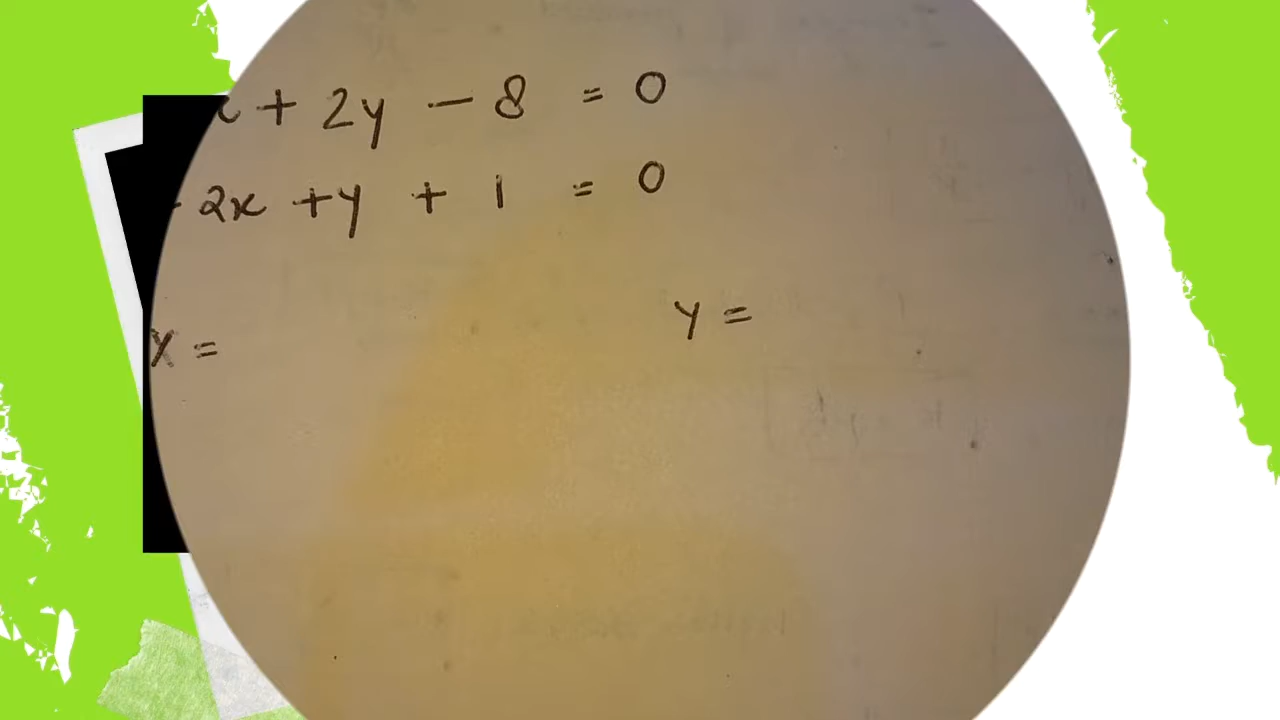 x + 2y - 8 = 0
- 2x + y + 1 = 0
y =
x =